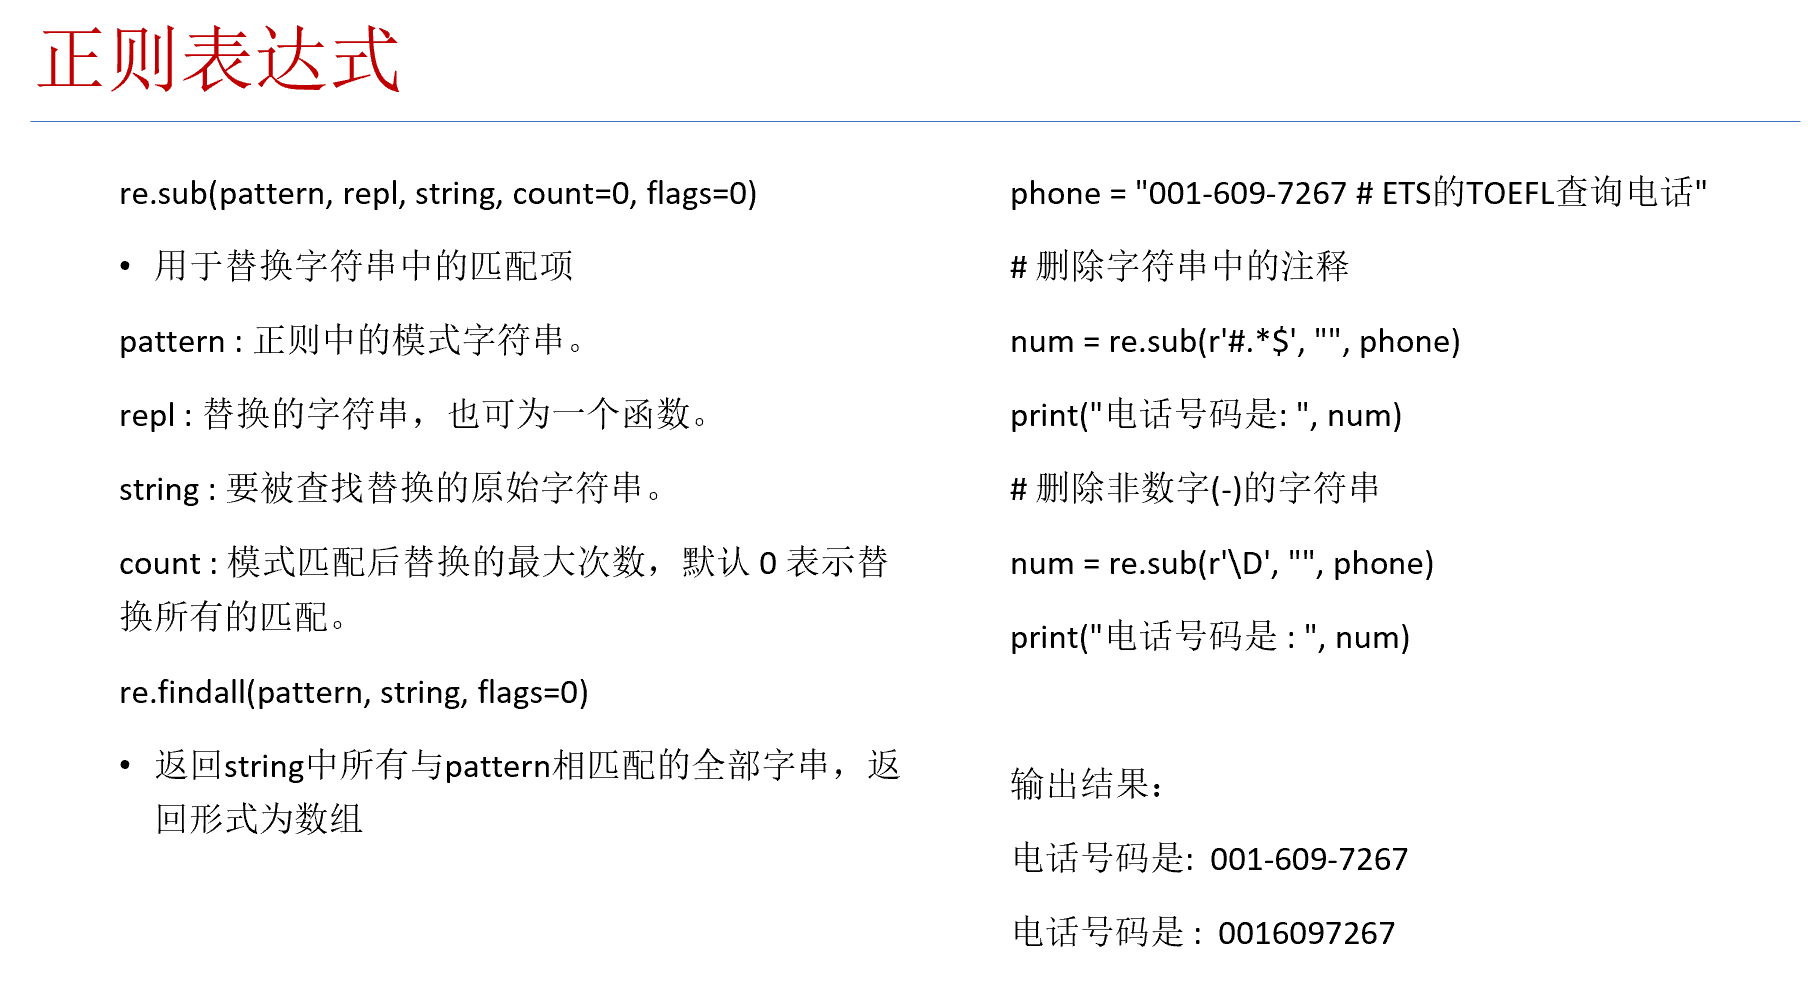 正则表达式
re.sub(pattern, repl, string, count=0, flags=0)
• 用于替换字符串中的匹配项
pattern : 正则中的模式字符串。
repl : 替换的字符串，也可为一个函数。
string : 要被查找替换的原始字符串。
count : 模式匹配后替换的最大次数，默认 0 表示替
换所有的匹配。
re.findall(pattern, string, flags=0)
• 返回string中所有与pattern相匹配的全部字串，返
回形式为数组
phone = "001-609-7267 # ETS的TOEFL查询电话"
# 删除字符串中的注释
num = re.sub(r'#.*$', "", phone)
print("电话号码是: ", num)
# 删除非数字(-)的字符串
num = re.sub(r'\D', "", phone)
print("电话号码是 : ", num)
输出结果：
电话号码是:  001-609-7267
电话号码是 :  0016097267